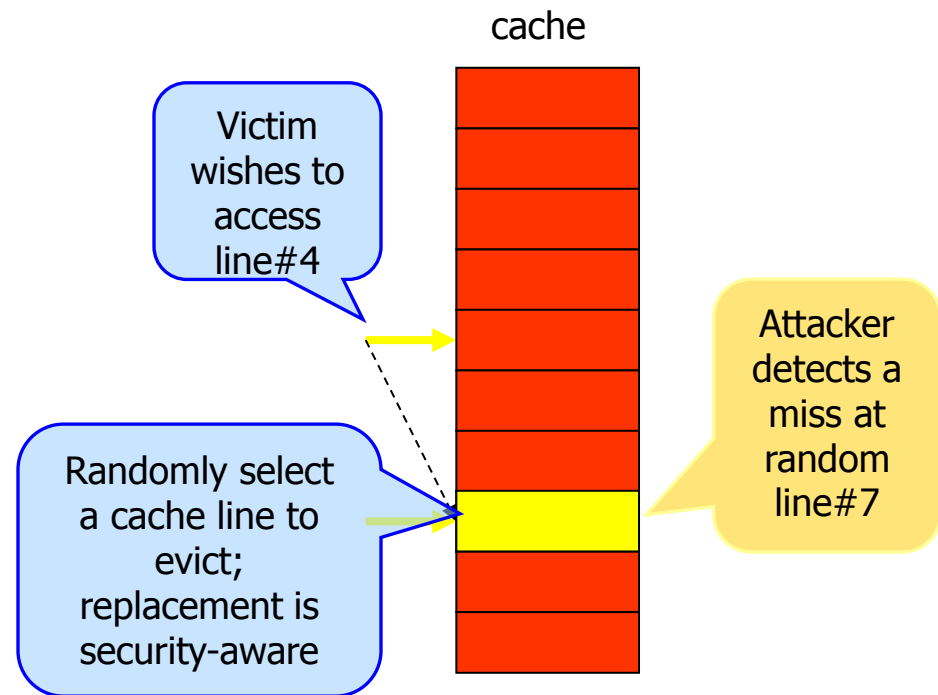 cache
Victim
wishes to
access
line#4
Randomly select
a cache line to
evict;
replacement is
security-aware
Attacker
detects a
miss at
random
line#7